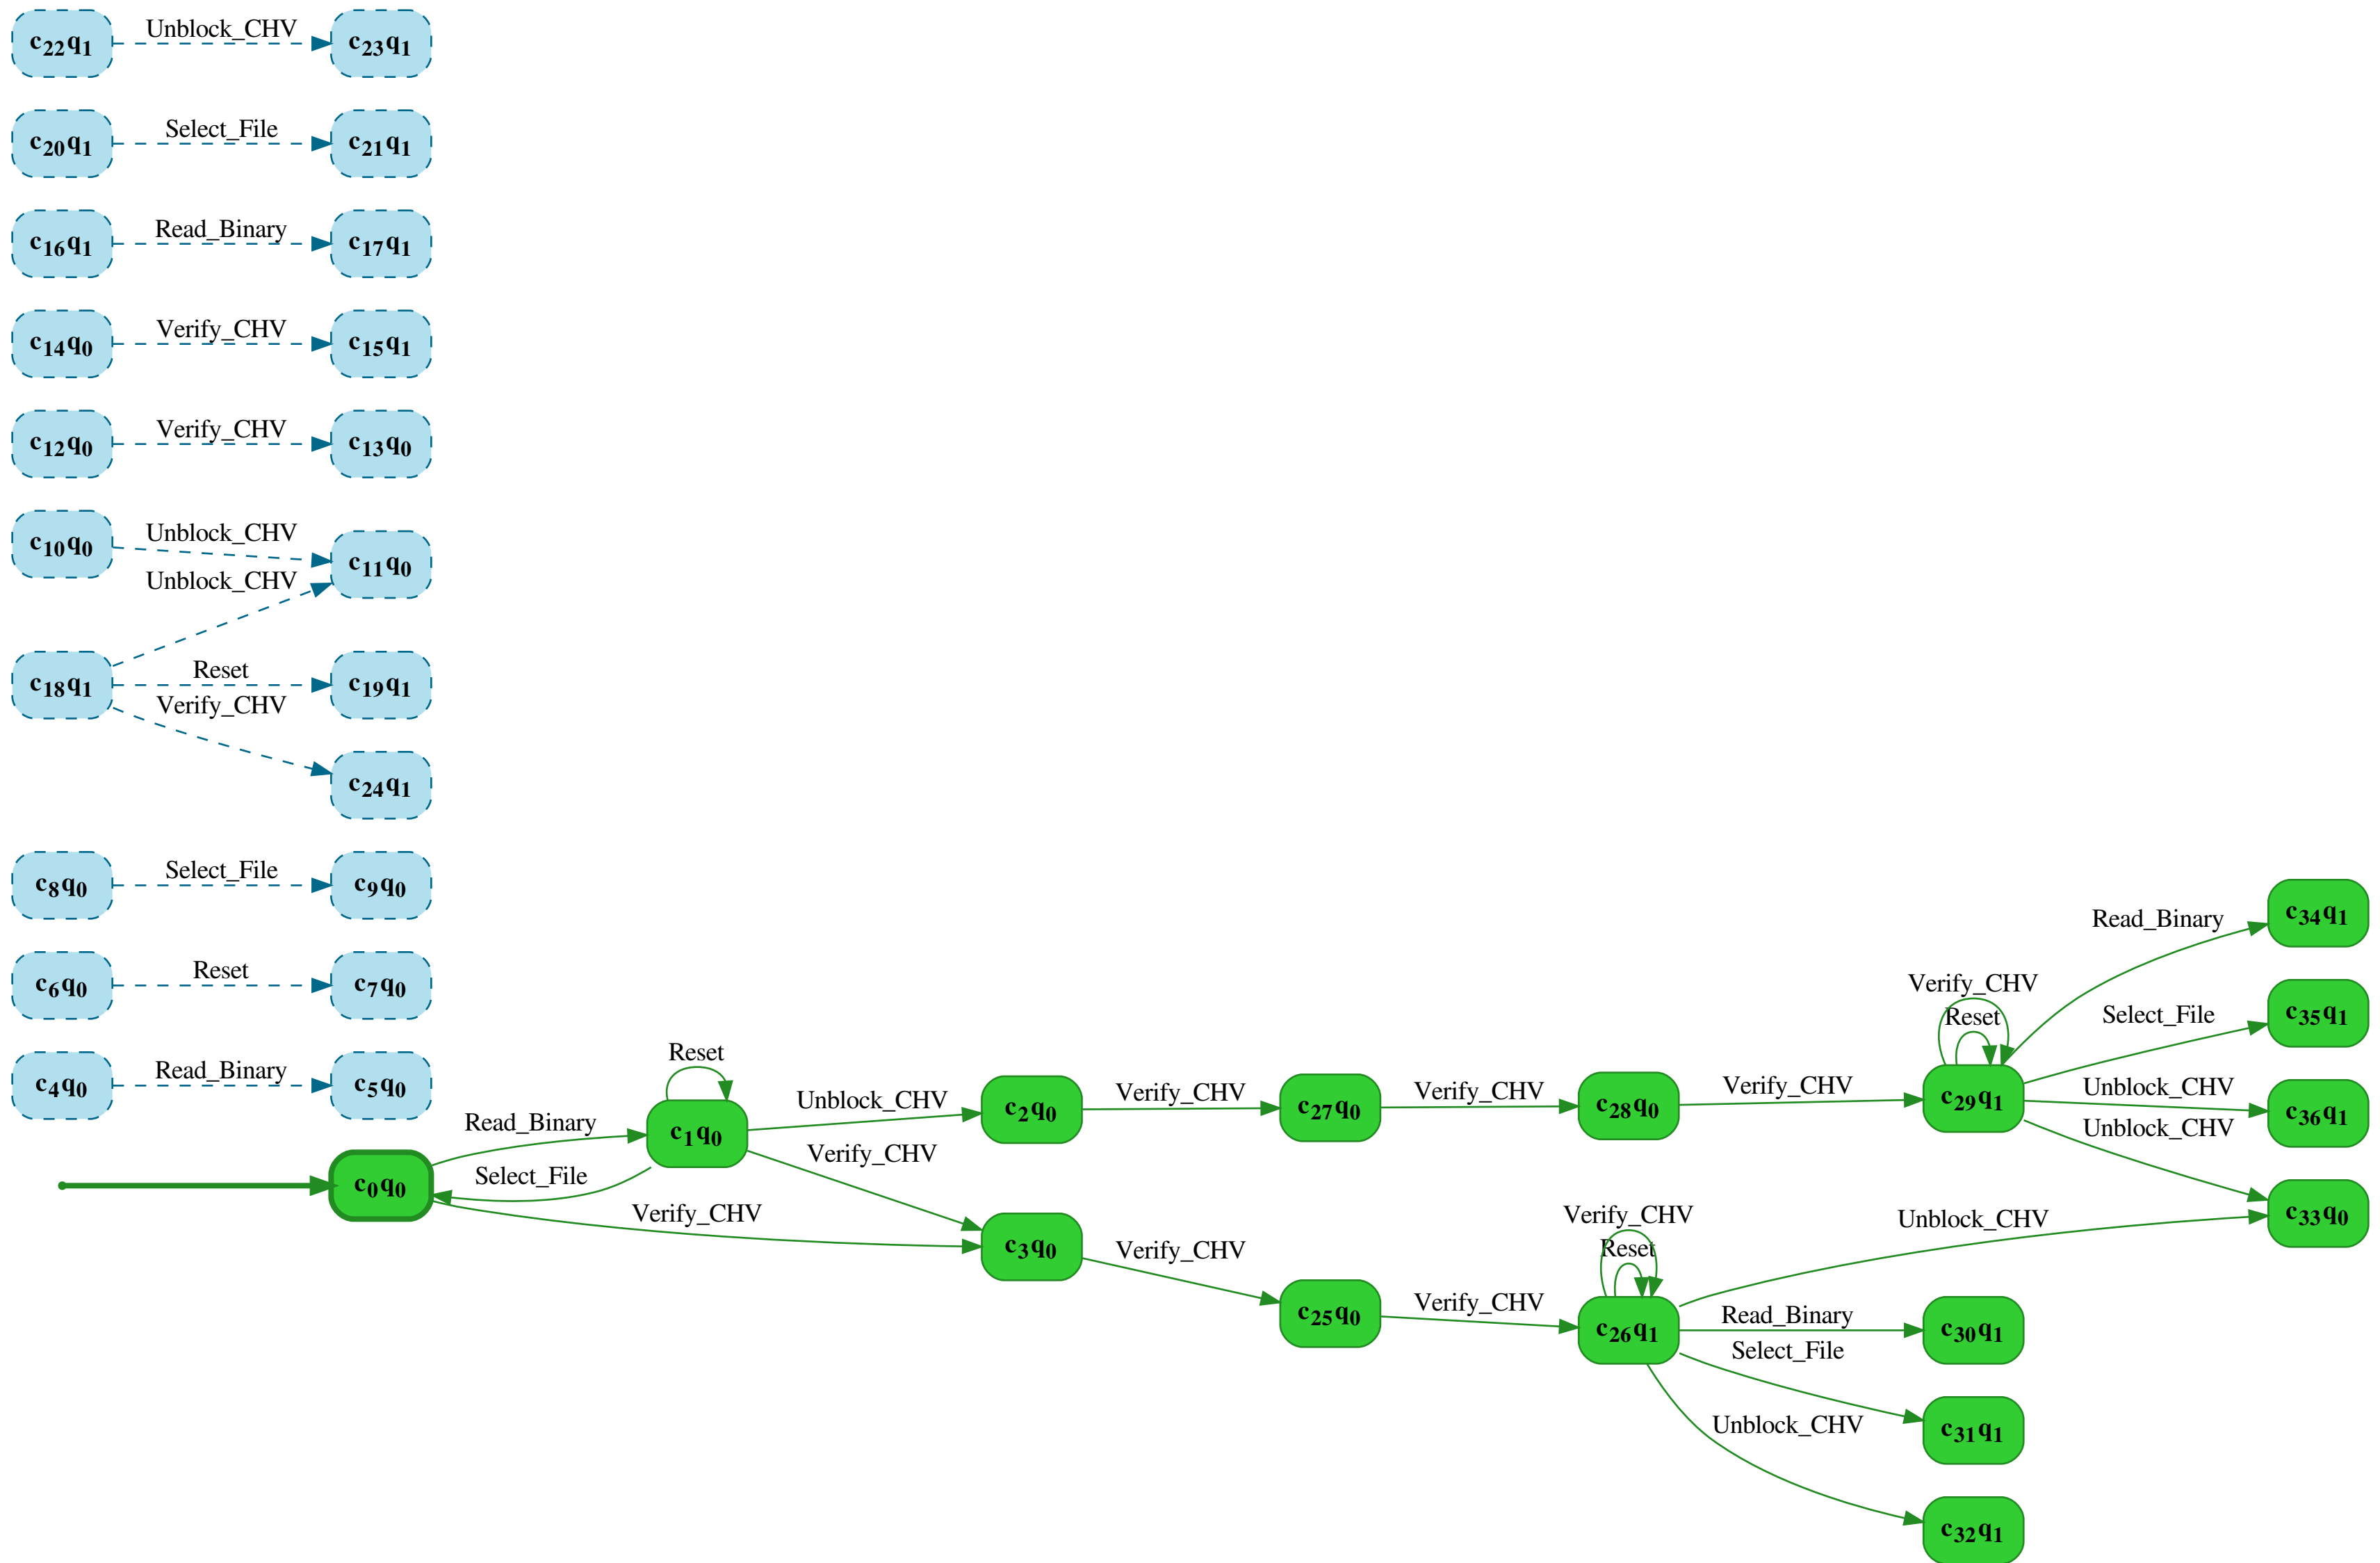 c22q1 Unblock_CHV c23q1
c20q1 Select_File c21q1
c16q1 Read_Binary c17q1
c14q0 Verify_CHV c15q1
c12q0 Verify_CHV c13q0
c10q0 Unblock_CHV c11q0
Unblock_CHV
c18q1 Reset c19q1
Verify_CHV
c24q1
c8q0 Select_File c9q0
c6q0 Reset c7q0
c4q0 Read_Binary c5q0
c0q0
Read_Binary
Select_File
Verify_CHV
Reset
c1q0
Unblock_CHV
Verify_CHV
c2q0
c3q0
Verify_CHV
Verify_CHV
c27q0
c25q0
Verify_CHV
Verify_CHV
c28q0
Verify_CHV
Reset
c26q1
Verify_CHV
Unblock_CHV
Read_Binary
Select_File
Unblock_CHV
Verify_CHV
Reset
c29q1
c30q1
c31q1
c32q1
Read_Binary
Select_File
Unblock_CHV
Unblock_CHV
c34q1
c35q1
c36q1
c33q0